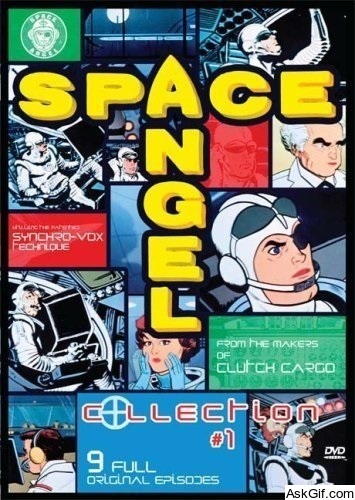 SPACE
ANGEL
SPACE
ANGEL
UTILIZING THE PATENTED
SYNCHRO-VOX
TECHNIQUE
FROM THE MAKERS
OF
CLUTCH CARGO
COLLECTION
#1
9 FULL
ORIGINAL EPISODES
DVD
AskGif.com